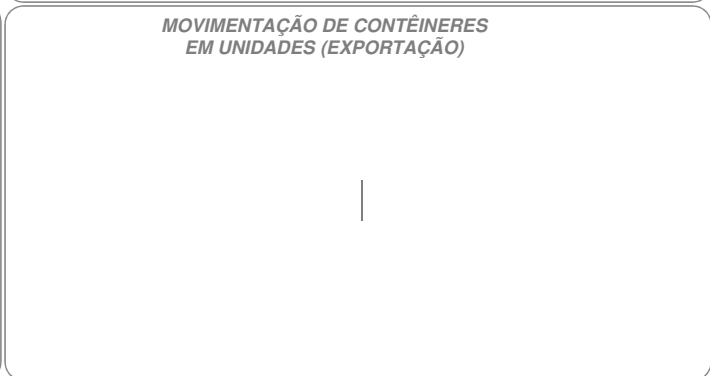 MOVIMENTAÇÃO DE CONTÊINERES
EM UNIDADES (EXPORTAÇÃO)